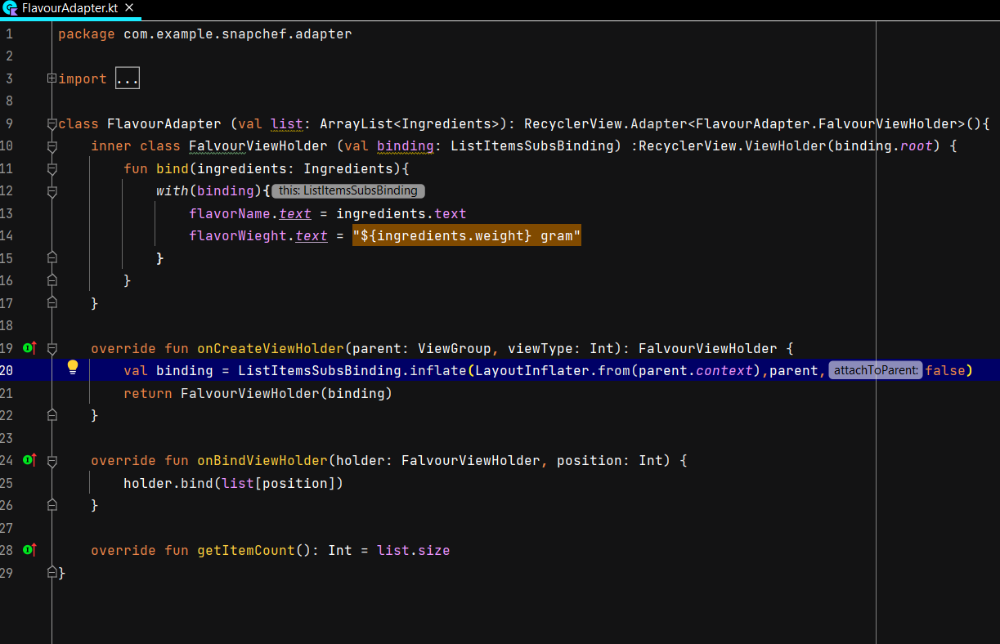 FlavourAdapter.kt ×
1 package com.example.snapchef.adapter
2
3 import ...
8
9 class FlavourAdapter (val list: ArrayList<Ingredients>): RecyclerView.Adapter<FlavourAdapter.FalvourViewHolder>(){
10 inner class FalvourViewHolder (val binding: ListItemsSubsBinding) :RecyclerView.ViewHolder(binding.root) {
11 fun bind(ingredients: Ingredients){
12 with(binding){ this: ListItemsSubsBinding
13 flavorName.text = ingredients.text
14 flavorWieght.text = "${ingredients.weight} gram"
15 }
16 }
17 }
18
19 override fun onCreateViewHolder(parent: ViewGroup, viewType: Int): FalvourViewHolder {
20 val binding = ListItemsSubsBinding.inflate(LayoutInflater.from(parent.context),parent, attachToParent: false)
21 return FalvourViewHolder(binding)
22 }
23
24 override fun onBindViewHolder(holder: FalvourViewHolder, position: Int) {
25 holder.bind(list[position])
26 }
27
28 override fun getItemCount(): Int = list.size
29 }